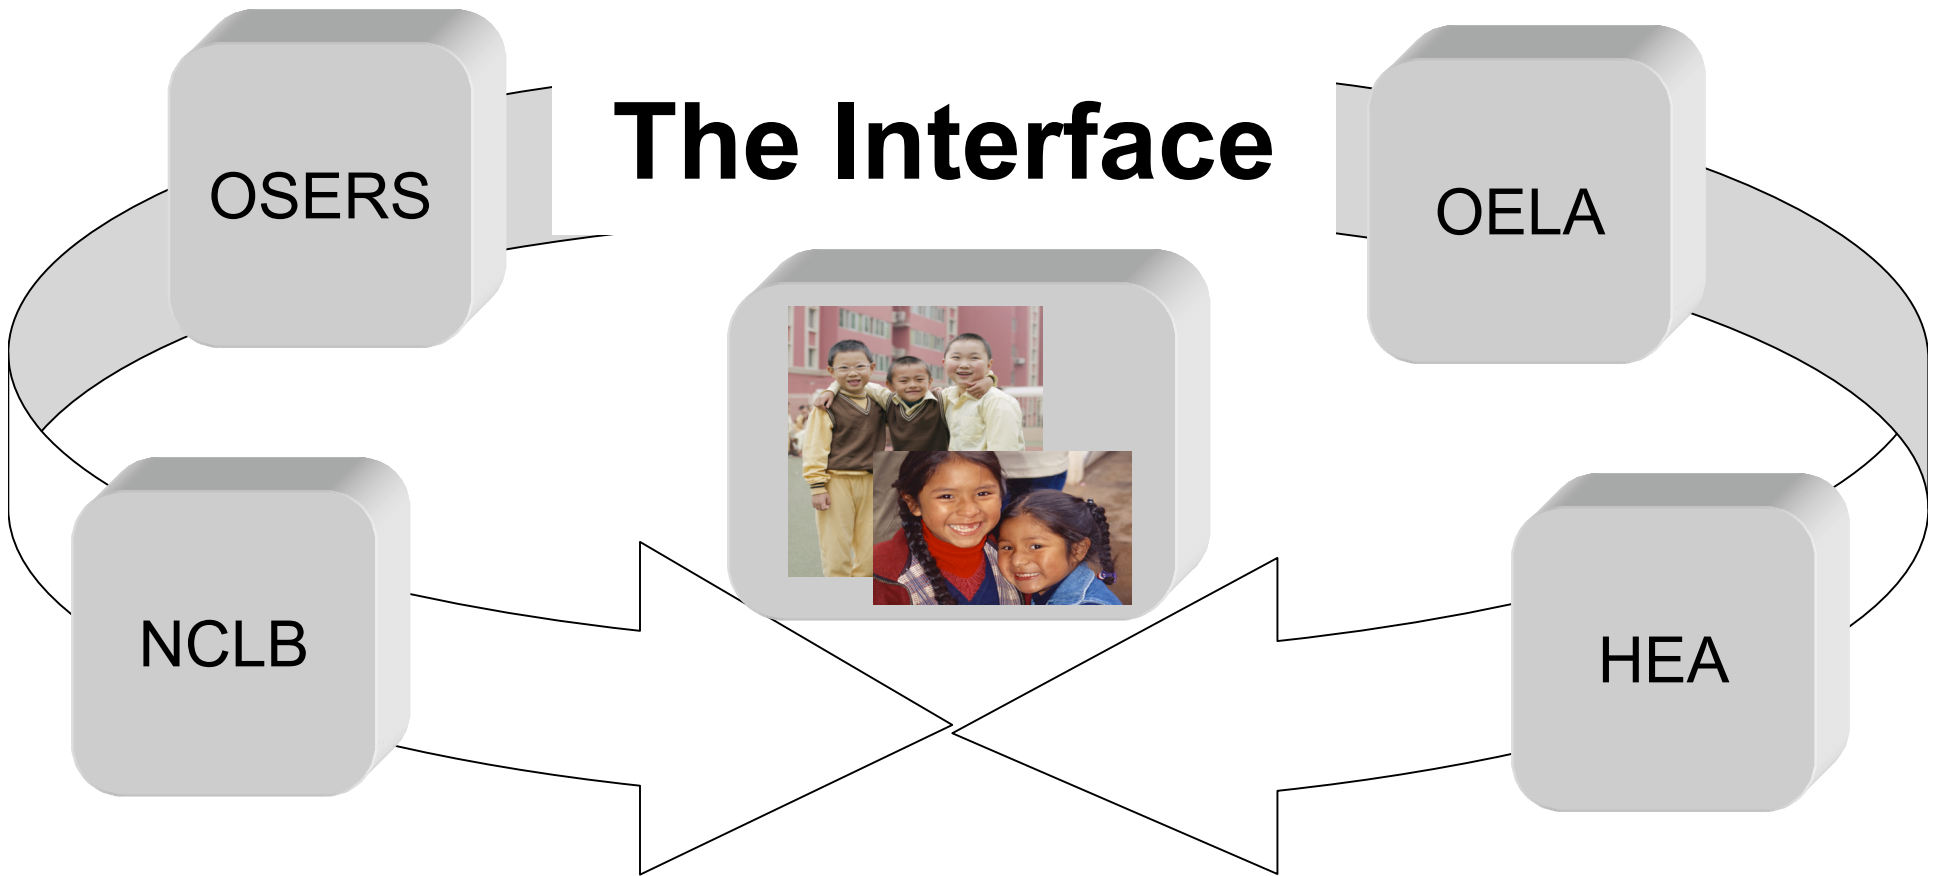 The Interface
OSERS
OELA
NCLB
HEA